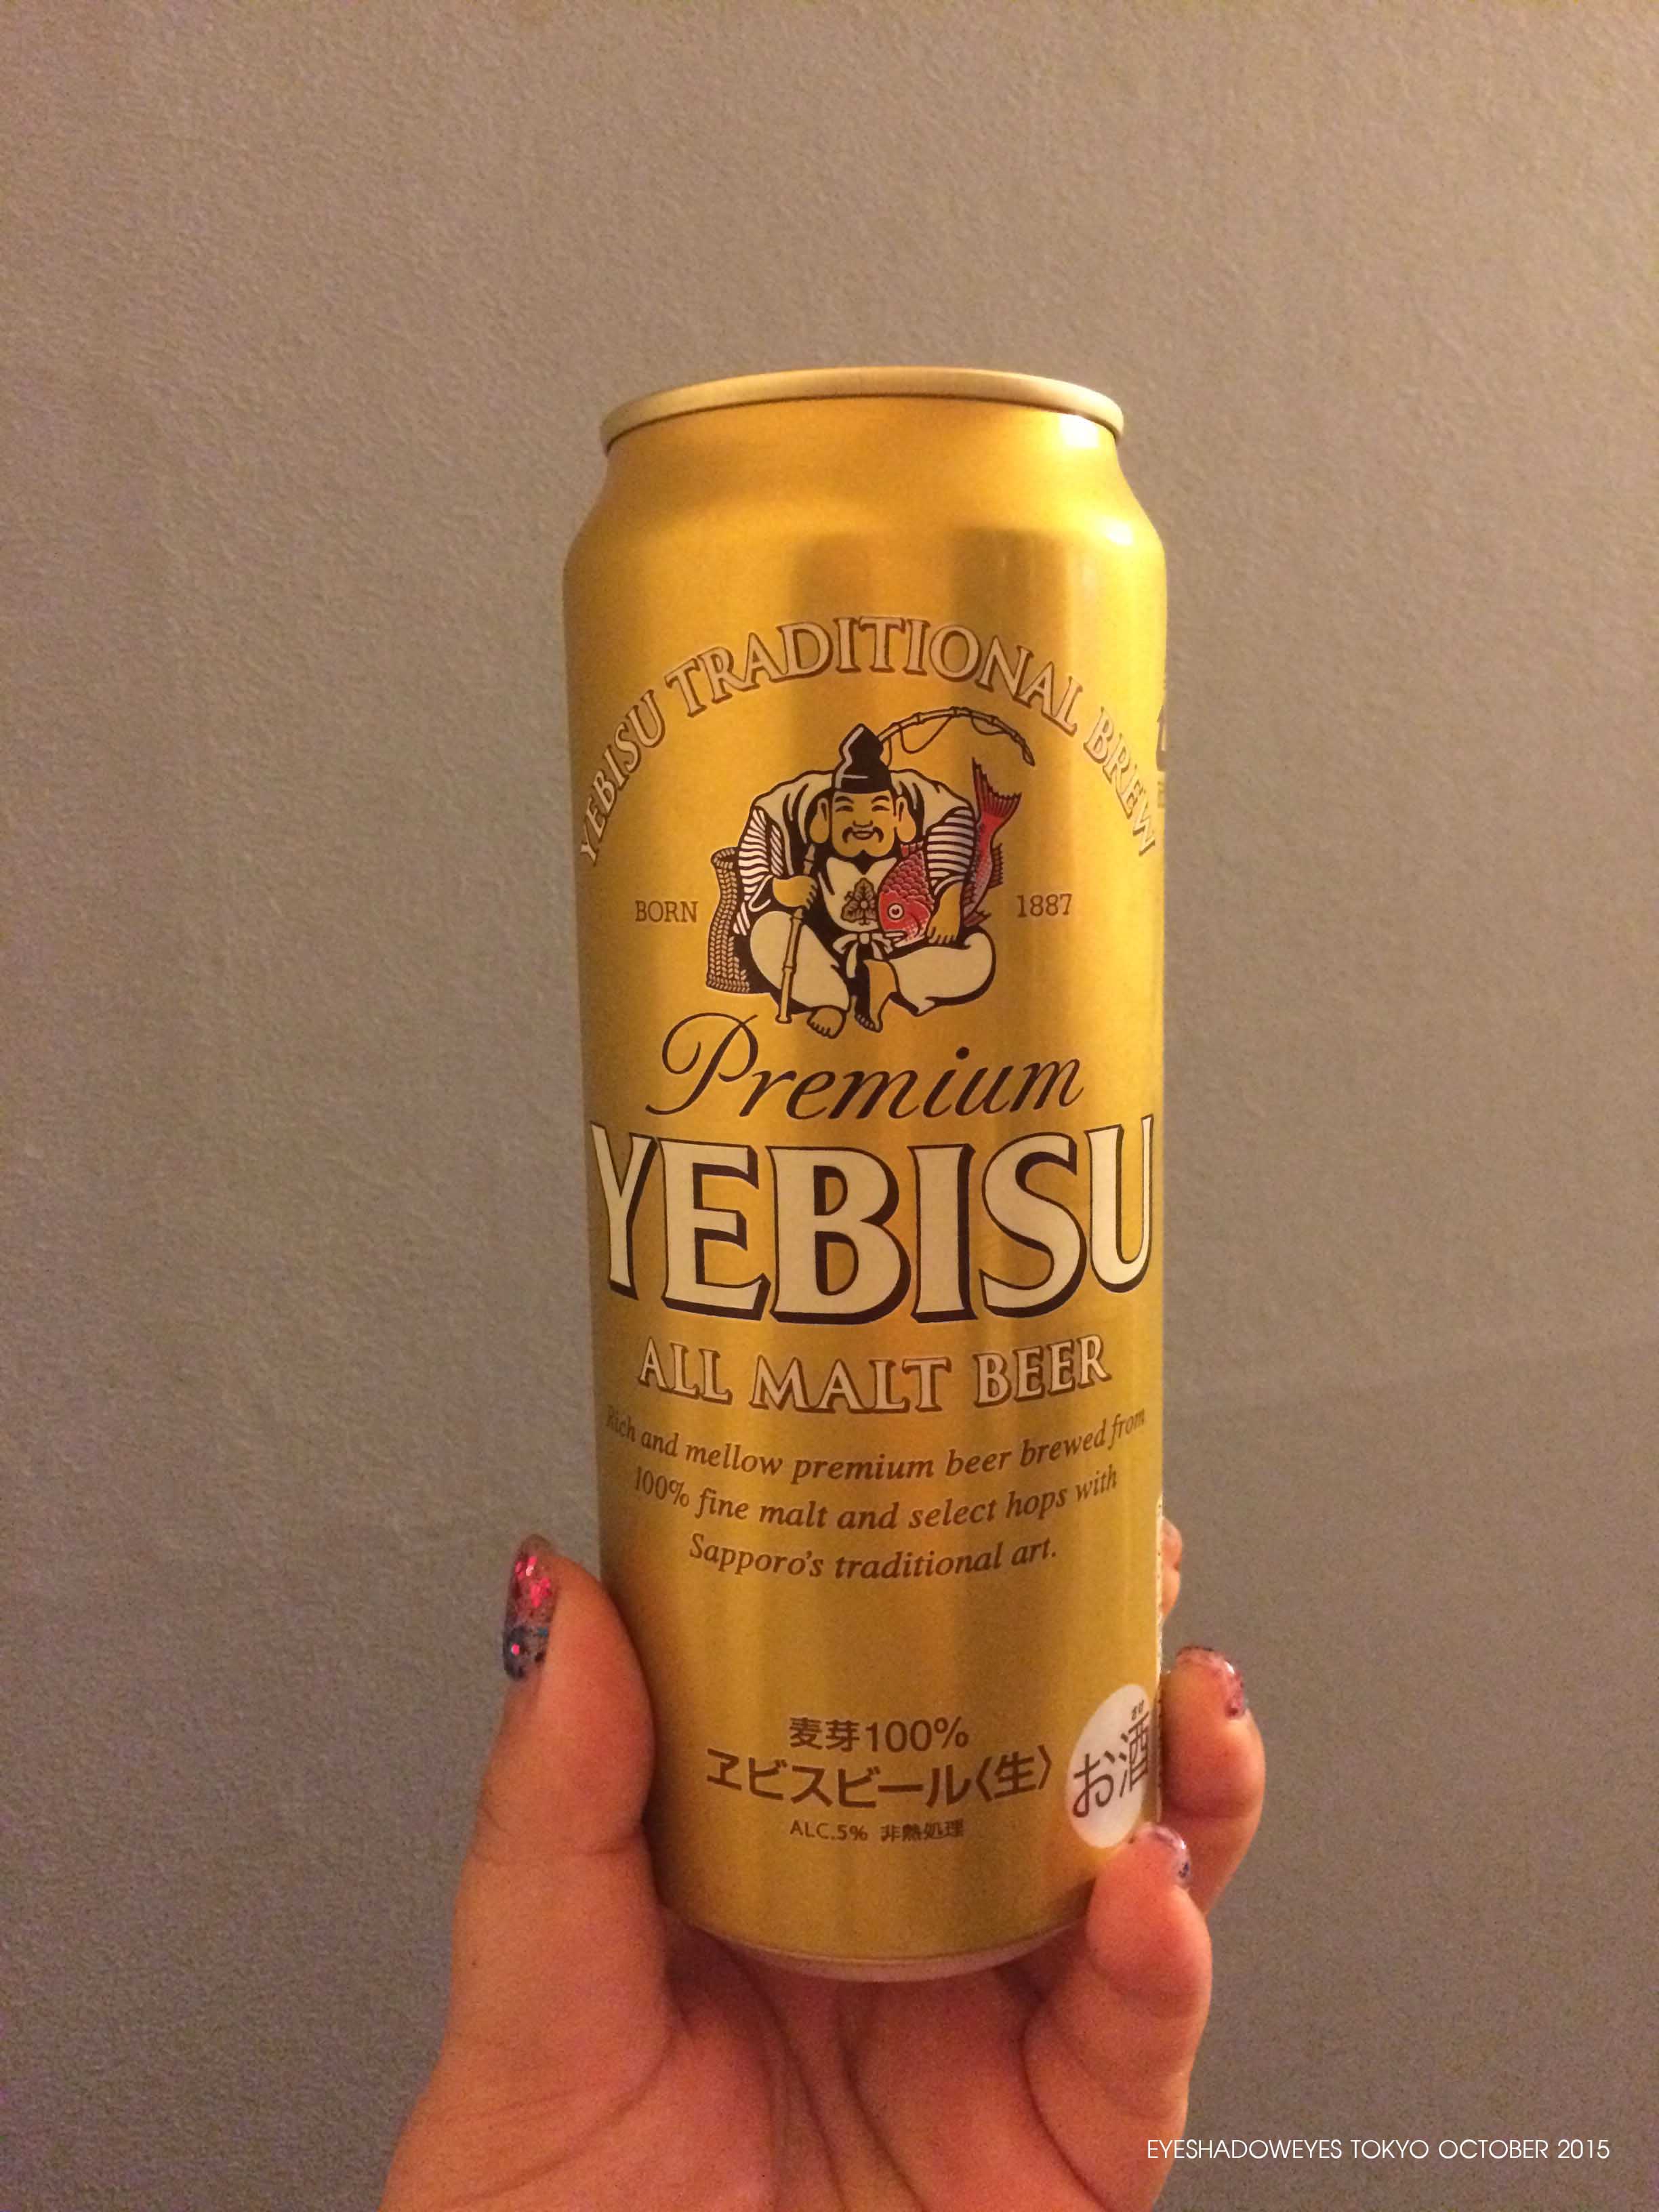 YEBISU TRADITIONAL BREW
BORN 1887
Premium
YEBISU
ALL MALT BEER
Rich and mellow premium beer brewed from
100% fine malt and select hops with
Sapporo's traditional art.
麦芽100%
ヱビスビール〈生〉
ALC.5% 非熱処理
さけ
お酒
EYESHADOWEYES TOKYO OCTOBER 2015